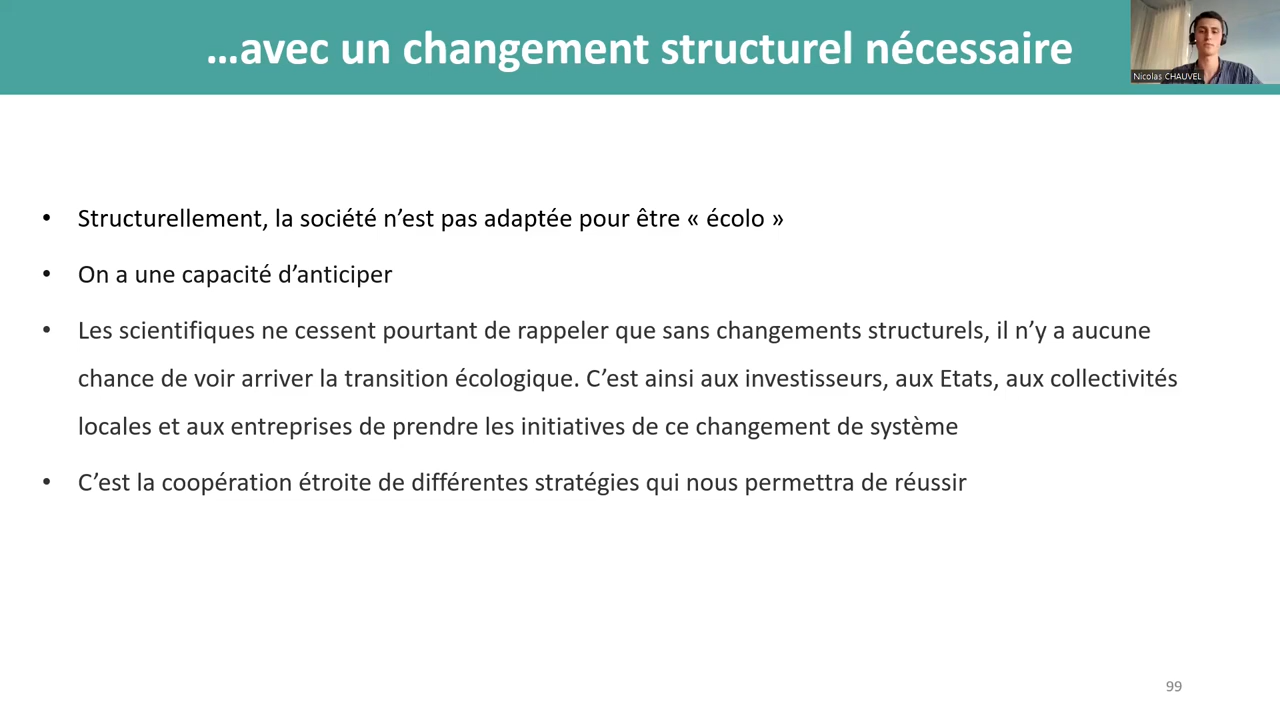 …avec un changement structurel nécessaire
Nicolas CHAUVEL
• Structurellement, la société n’est pas adaptée pour être « écolo »
• On a une capacité d’anticiper
• Les scientifiques ne cessent pourtant de rappeler que sans changements structurels, il n’y a aucune
chance de voir arriver la transition écologique. C’est ainsi aux investisseurs, aux Etats, aux collectivités
locales et aux entreprises de prendre les initiatives de ce changement de système
• C’est la coopération étroite de différentes stratégies qui nous permettra de réussir
99